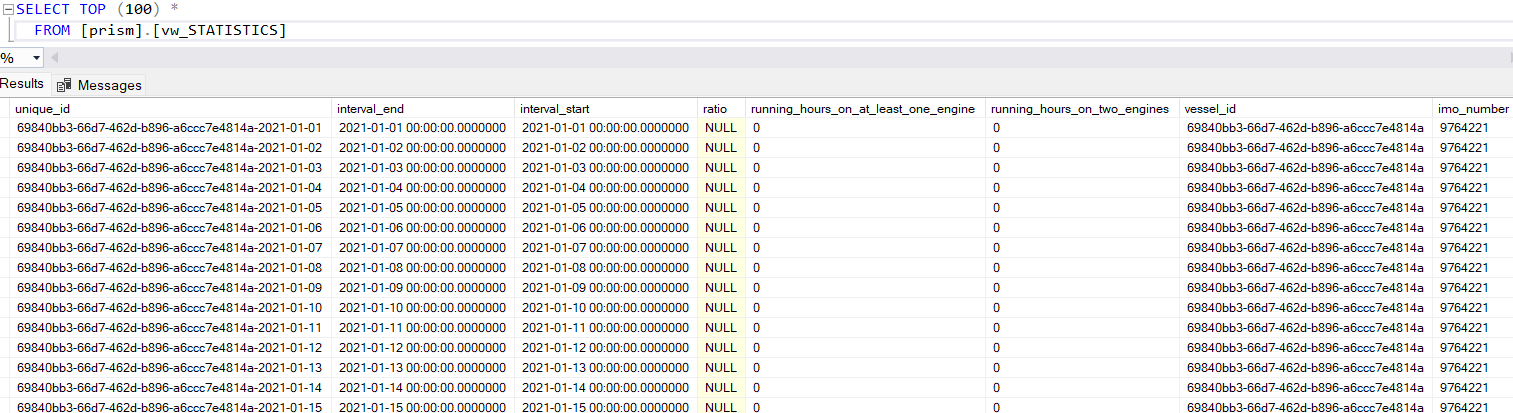 SELECT TOP (100) *
FROM [prism].[vw_STATISTICS]
%
Results Messages
unique_id interval_end interval_start ratio running_hours_on_at_least_one_engine running_hours_on_two_engines vessel_id imo_number
69840bb3-66d7-462d-b896-a6ccc7e4814a-2021-01-01 2021-01-01 00:00:00.0000000 2021-01-01 00:00:00.0000000 NULL 0 0 69840bb3-66d7-462d-b896-a6ccc7e4814a 9764221
69840bb3-66d7-462d-b896-a6ccc7e4814a-2021-01-02 2021-01-02 00:00:00.0000000 2021-01-02 00:00:00.0000000 NULL 0 0 69840bb3-66d7-462d-b896-a6ccc7e4814a 9764221
69840bb3-66d7-462d-b896-a6ccc7e4814a-2021-01-03 2021-01-03 00:00:00.0000000 2021-01-03 00:00:00.0000000 NULL 0 0 69840bb3-66d7-462d-b896-a6ccc7e4814a 9764221
69840bb3-66d7-462d-b896-a6ccc7e4814a-2021-01-04 2021-01-04 00:00:00.0000000 2021-01-04 00:00:00.0000000 NULL 0 0 69840bb3-66d7-462d-b896-a6ccc7e4814a 9764221
69840bb3-66d7-462d-b896-a6ccc7e4814a-2021-01-05 2021-01-05 00:00:00.0000000 2021-01-05 00:00:00.0000000 NULL 0 0 69840bb3-66d7-462d-b896-a6ccc7e4814a 9764221
69840bb3-66d7-462d-b896-a6ccc7e4814a-2021-01-06 2021-01-06 00:00:00.0000000 2021-01-06 00:00:00.0000000 NULL 0 0 69840bb3-66d7-462d-b896-a6ccc7e4814a 9764221
69840bb3-66d7-462d-b896-a6ccc7e4814a-2021-01-07 2021-01-07 00:00:00.0000000 2021-01-07 00:00:00.0000000 NULL 0 0 69840bb3-66d7-462d-b896-a6ccc7e4814a 9764221
69840bb3-66d7-462d-b896-a6ccc7e4814a-2021-01-08 2021-01-08 00:00:00.0000000 2021-01-08 00:00:00.0000000 NULL 0 0 69840bb3-66d7-462d-b896-a6ccc7e4814a 9764221
69840bb3-66d7-462d-b896-a6ccc7e4814a-2021-01-09 2021-01-09 00:00:00.0000000 2021-01-09 00:00:00.0000000 NULL 0 0 69840bb3-66d7-462d-b896-a6ccc7e4814a 9764221
69840bb3-66d7-462d-b896-a6ccc7e4814a-2021-01-10 2021-01-10 00:00:00.0000000 2021-01-10 00:00:00.0000000 NULL 0 0 69840bb3-66d7-462d-b896-a6ccc7e4814a 9764221
69840bb3-66d7-462d-b896-a6ccc7e4814a-2021-01-11 2021-01-11 00:00:00.0000000 2021-01-11 00:00:00.0000000 NULL 0 0 69840bb3-66d7-462d-b896-a6ccc7e4814a 9764221
69840bb3-66d7-462d-b896-a6ccc7e4814a-2021-01-12 2021-01-12 00:00:00.0000000 2021-01-12 00:00:00.0000000 NULL 0 0 69840bb3-66d7-462d-b896-a6ccc7e4814a 9764221
69840bb3-66d7-462d-b896-a6ccc7e4814a-2021-01-13 2021-01-13 00:00:00.0000000 2021-01-13 00:00:00.0000000 NULL 0 0 69840bb3-66d7-462d-b896-a6ccc7e4814a 9764221
69840bb3-66d7-462d-b896-a6ccc7e4814a-2021-01-14 2021-01-14 00:00:00.0000000 2021-01-14 00:00:00.0000000 NULL 0 0 69840bb3-66d7-462d-b896-a6ccc7e4814a 9764221
69840bb3-66d7-462d-b896-a6ccc7e4814a-2021-01-15 2021-01-15 00:00:00.0000000 2021-01-15 00:00:00.0000000 NULL 0 0 69840bb3-66d7-462d-b896-a6ccc7e4814a 9764221